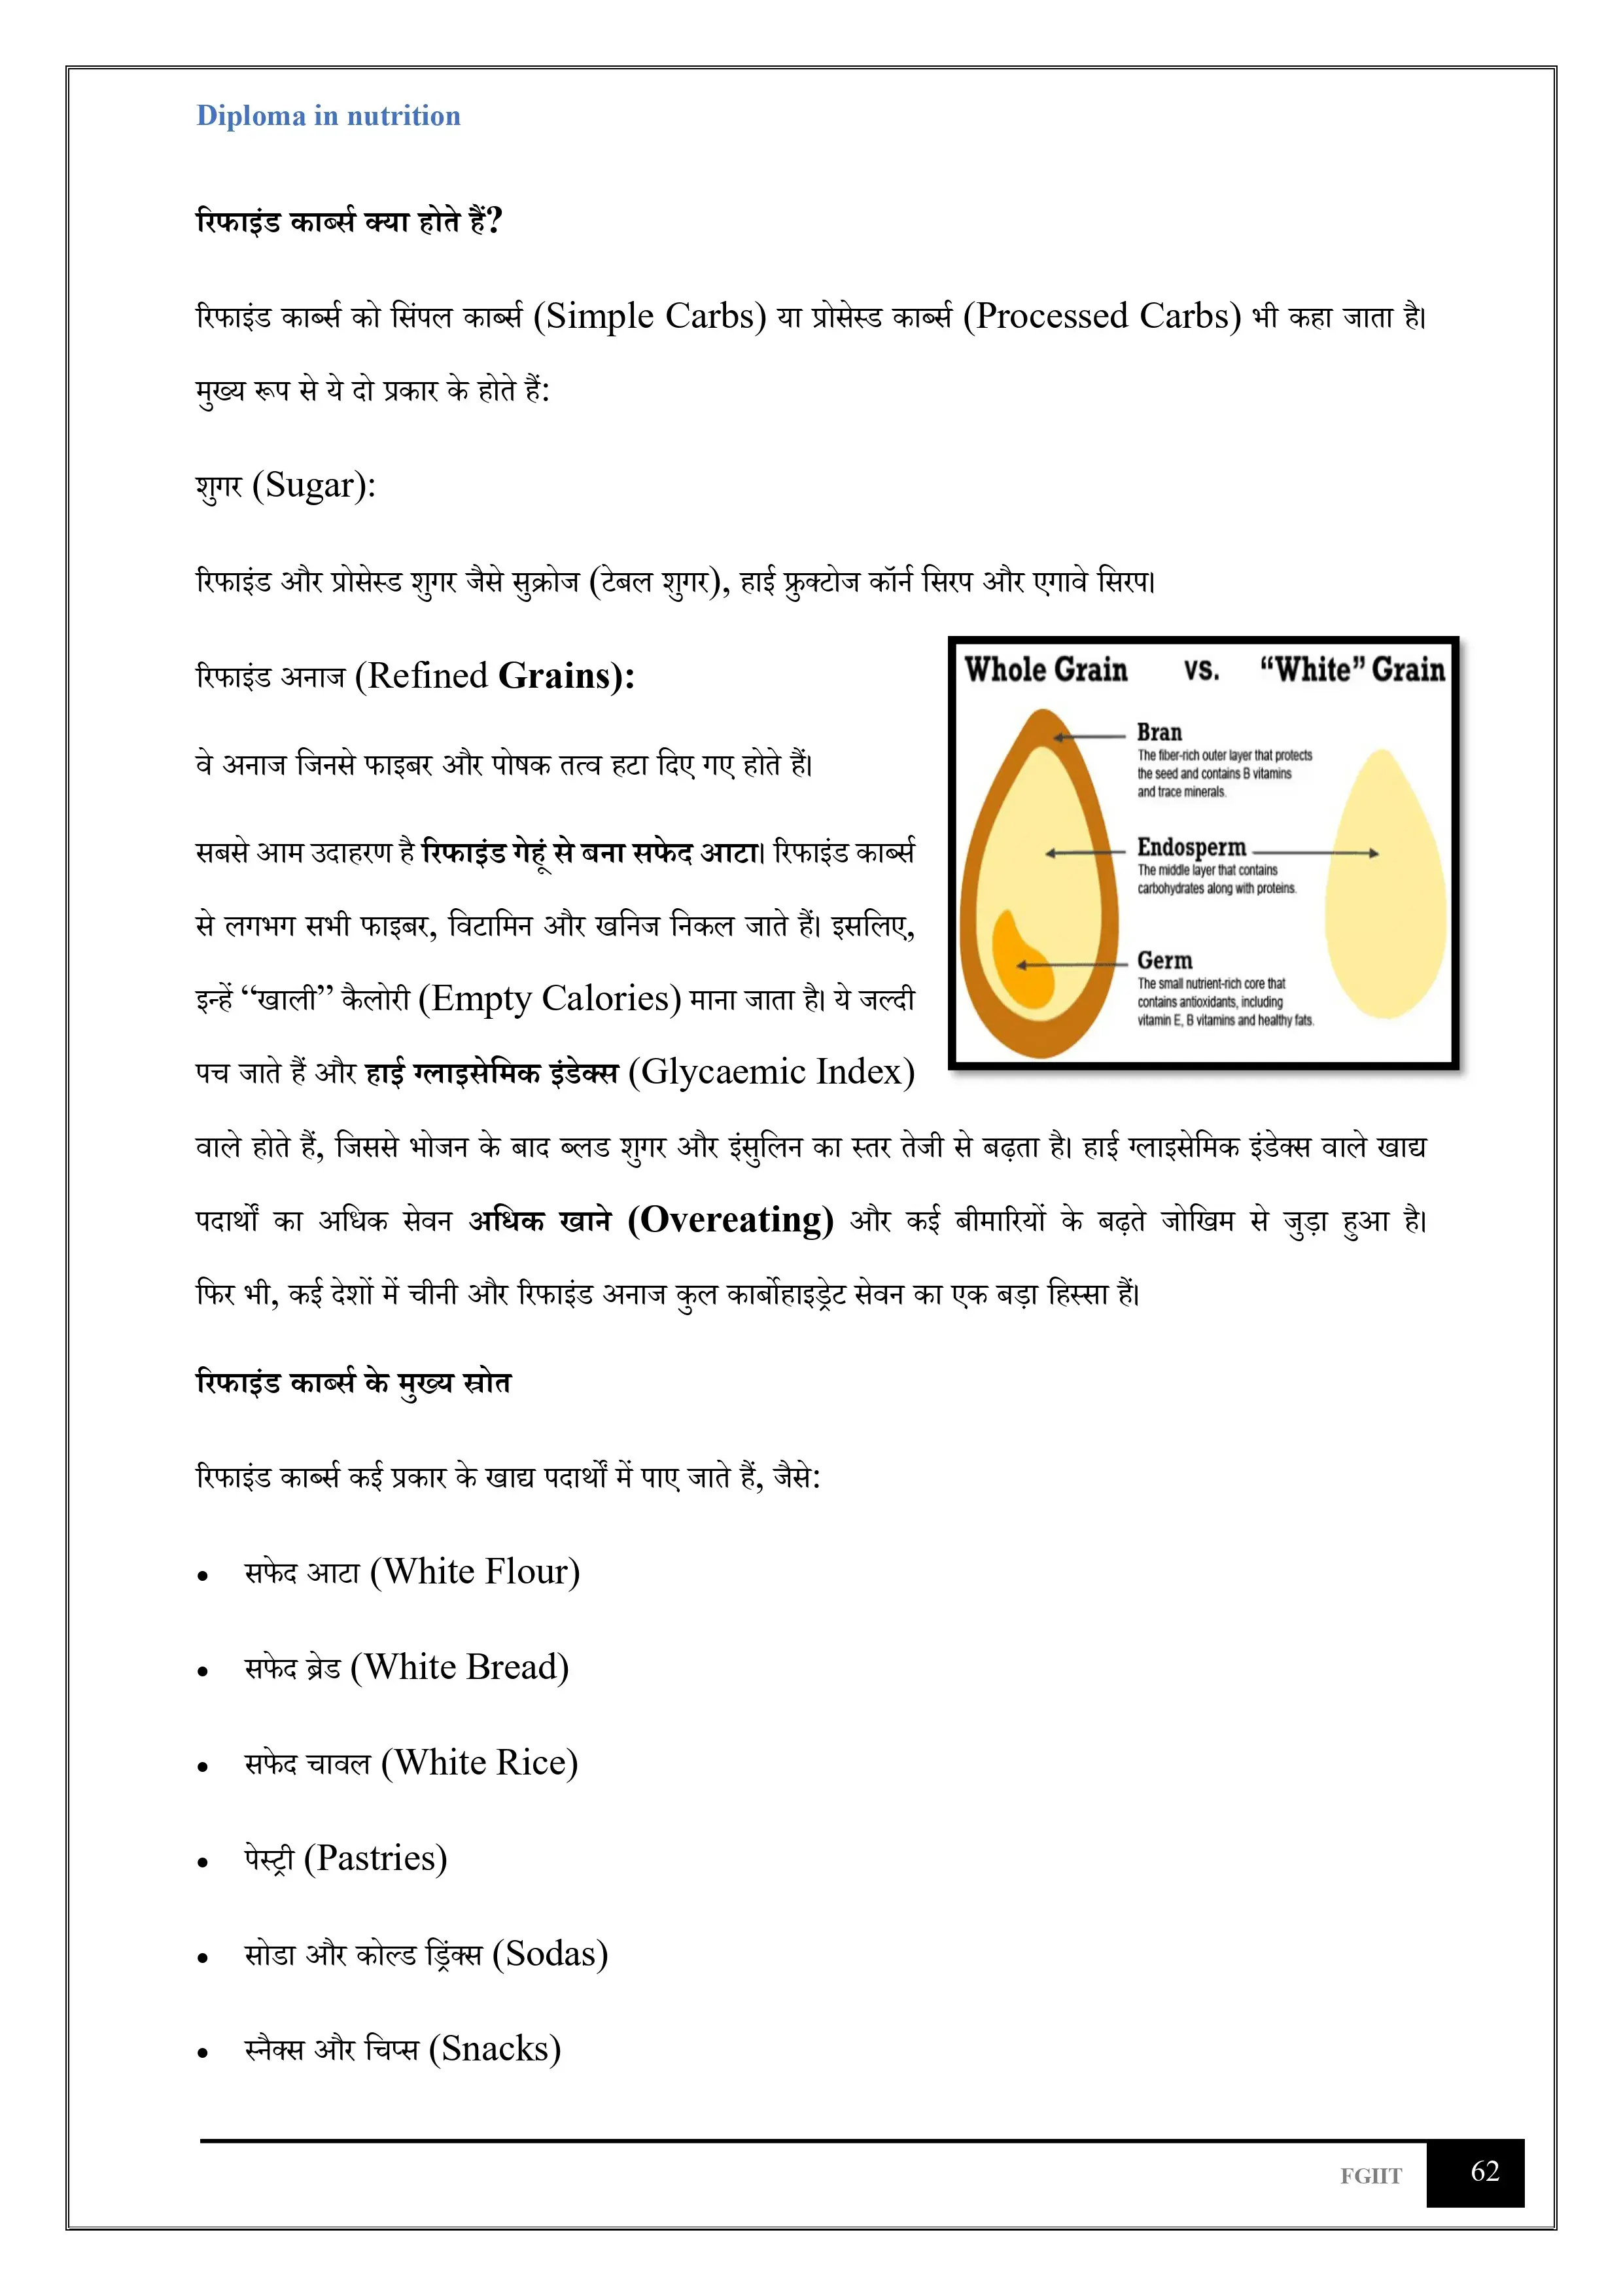 Diploma in nutrition
रिफाइंड कार्ब्स क्या होते हैं?
रिफाइंड कार्ब्स को सिंपल कार्ब्स (Simple Carbs) या प्रोसेस्ड कार्ब्स (Processed Carbs) भी कहा जाता है।
मुख्य रूप से ये दो प्रकार के होते हैं:
शुगर (Sugar):
रिफाइंड और प्रोसेस्ड शुगर जैसे सुक्रोज (टेबल शुगर), हाई फ्रुक्टोज कॉर्न सिरप और एगावे सिरप।
रिफाइंड अनाज (Refined Grains):
वे अनाज जिनसे फाइबर और पोषक तत्व हटा दिए गए होते हैं।
सबसे आम उदाहरण है रिफाइंड गेहूं से बना सफेद आटा। रिफाइंड कार्ब्स
से लगभग सभी फाइबर, विटामिन और खनिज निकल जाते हैं। इसलिए,
इन्हें “खाली” कैलोरी (Empty Calories) माना जाता है। ये जल्दी
पच जाते हैं और हाई ग्लाइसेमिक इंडेक्स (Glycaemic Index)
Whole Grain vs. “White” Grain
Bran
The fiber-rich outer layer that protects
the seed and contains B vitamins
and trace minerals.
Endosperm
The middle layer that contains
carbohydrates along with proteins.
Germ
The small nutrient-rich core that
contains antioxidants, including
vitamin E, B vitamins and healthy fats.
वाले होते हैं, जिससे भोजन के बाद ब्लड शुगर और इंसुलिन का स्तर तेजी से बढ़ता है। हाई ग्लाइसेमिक इंडेक्स वाले खाद्य
पदार्थों का अधिक सेवन अधिक खाने (Overeating) और कई बीमारियों के बढ़ते जोखिम से जुड़ा हुआ है।
फिर भी, कई देशों में चीनी और रिफाइंड अनाज कुल कार्बोहाइड्रेट सेवन का एक बड़ा हिस्सा हैं।
रिफाइंड कार्ब्स के मुख्य स्रोत
रिफाइंड कार्ब्स कई प्रकार के खाद्य पदार्थों में पाए जाते हैं, जैसे:
• सफेद आटा (White Flour)
• सफेद ब्रेड (White Bread)
• सफेद चावल (White Rice)
• पेस्ट्री (Pastries)
• सोडा और कोल्ड ड्रिंक्स (Sodas)
• स्नैक्स और चिप्स (Snacks)
FGIIT 62